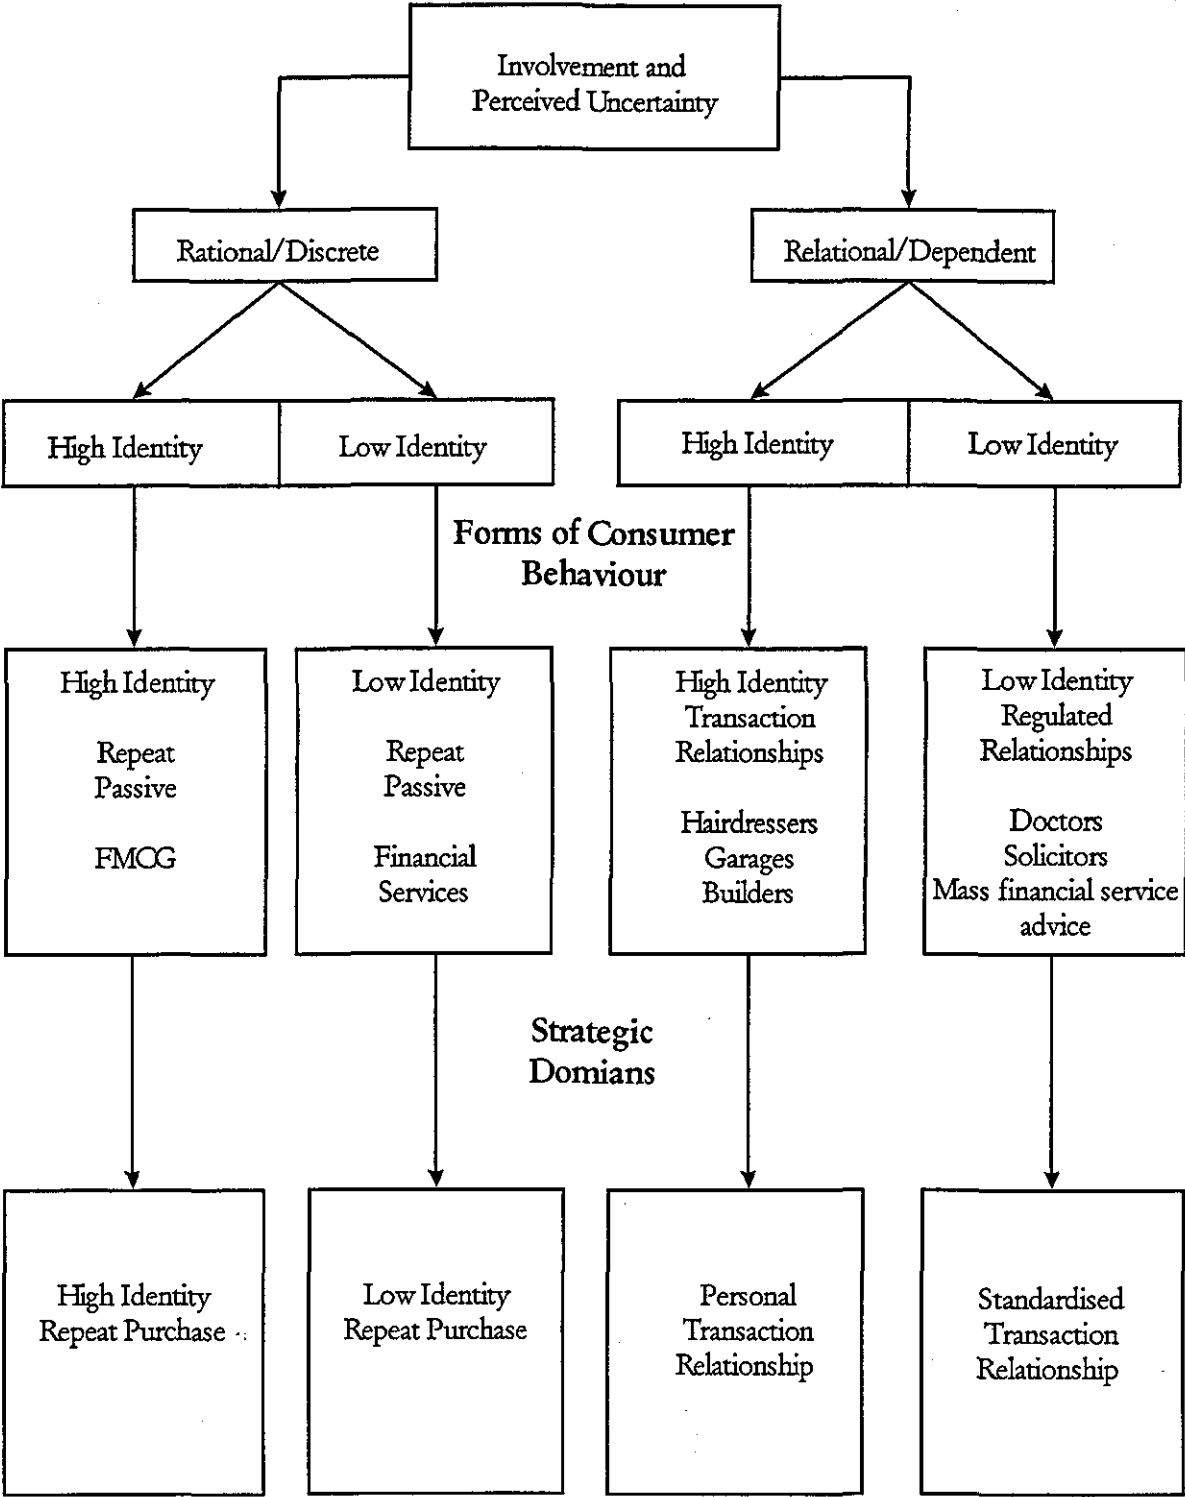 Involvement and
Perceived Uncertainty
Rational/Discrete
Relational/Dependent
High Identity
Low Identity
High Identity
Low Identity
Forms of Consumer
Behaviour
High Identity
Repeat
Passive
FMCG
Low Identity
Repeat
Passive
Financial
Services
High Identity
Transaction
Relationships
Hairdressers
Garages
Builders
Low Identity
Regulated
Relationships
Doctors
Solicitors
Mass financial service
advice
Strategic
Domians
High Identity
Repeat Purchase
Low Identity
Repeat Purchase
Personal
Transaction
Relationship
Standardised
Transaction
Relationship